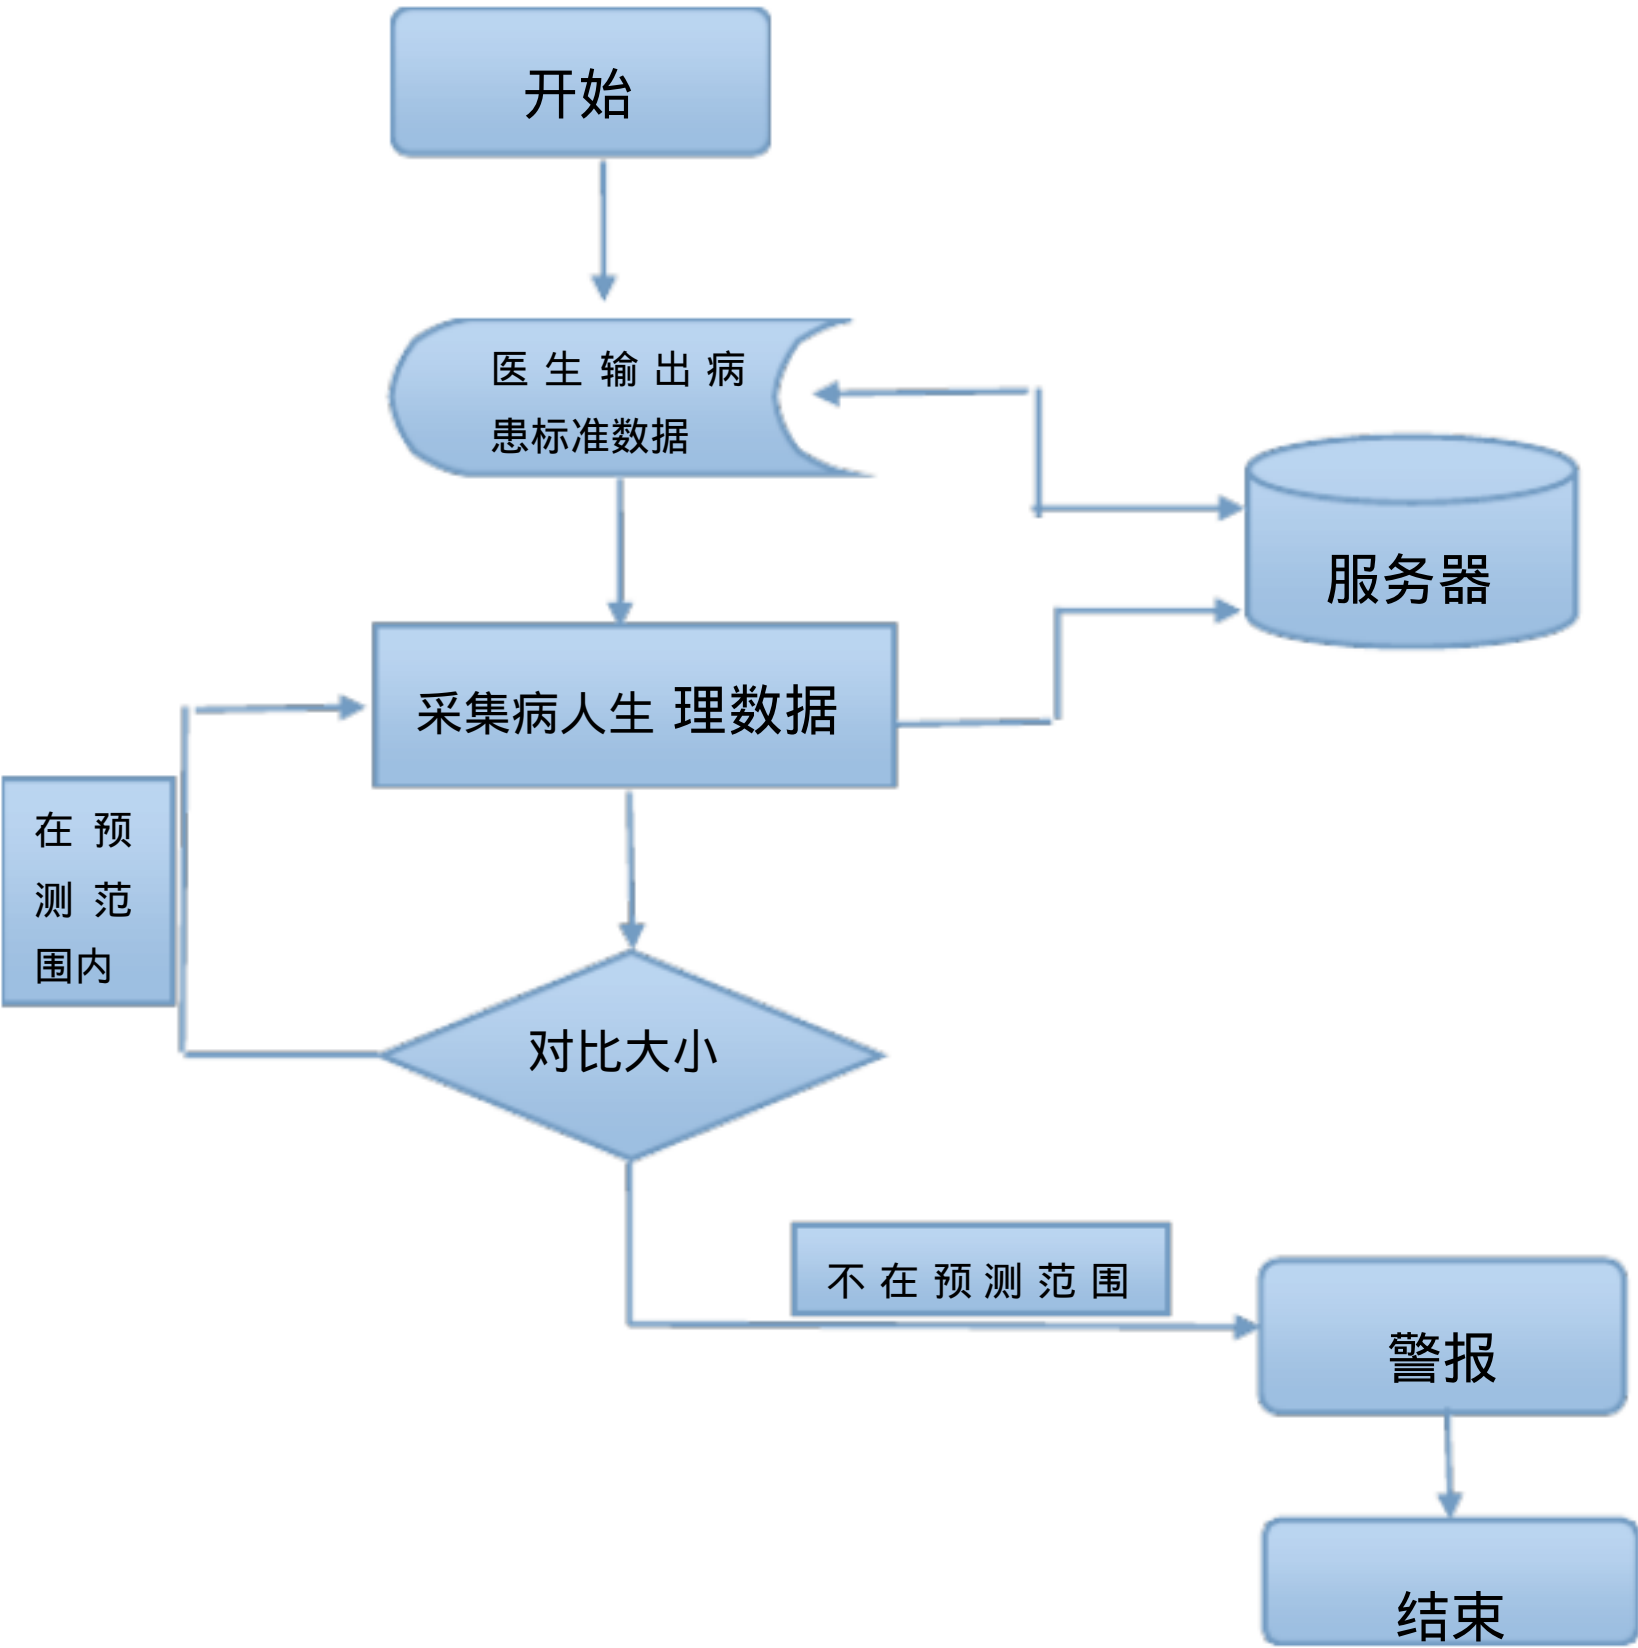 开始
医生输出病
患标准数据
服务器
采集病人生 理数据
在预
测范
围内
对比大小
不在预测范围
警报
结束